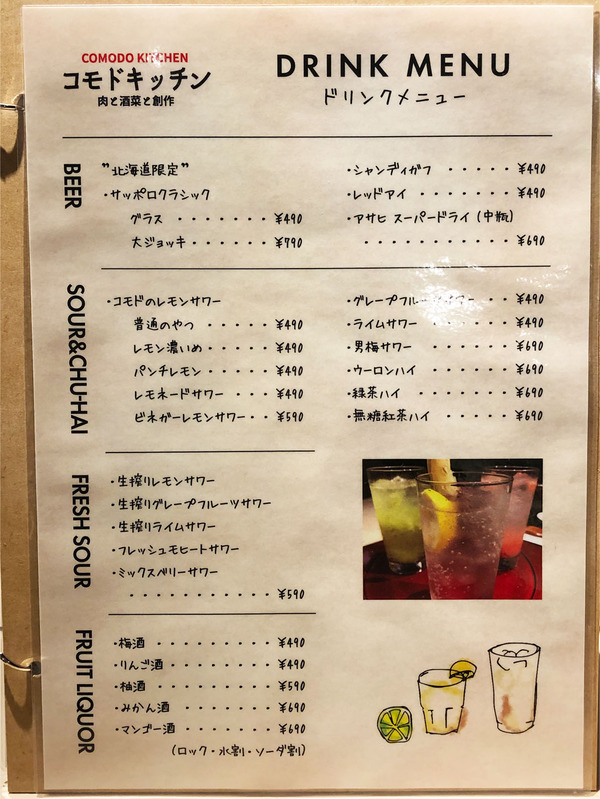 COMODO KITCHEN
コモドキッチン
肉と酒菜と創作
DRINK MENU
ドリンクメニュー
BEER
"北海道限定"
・サッポロクラシック
グラス ・・・・・・・ ¥490
大ジョッキ・・・・・・ ¥790
・シャンディガフ ・・・・・ ¥490
・レッドアイ ・・・・・・・ ¥490
・アサヒ スーパードライ (中瓶)
・・・・・・・・・・・ ¥690
SOUR&CHU-HAI
・コモドのレモンサワー
普通のやつ ・・・・・ ¥490
レモン濃いめ・・・・・ ¥490
パンチレモン・・・・・ ¥490
レモネードサワー ・・・ ¥490
ビネガーレモンサワー・・ ¥590
・グレープフルーツサワー ・・ ¥490
・ライムサワー ・・・・・・ ¥490
・男梅サワー ・・・・・・ ¥690
・ウーロンハイ ・・・・・・ ¥690
・緑茶ハイ ・・・・・・・ ¥690
・無糖紅茶ハイ ・・・・・・ ¥690
FRESH SOUR
・生搾りレモンサワー
・生搾りグレープフルーツサワー
・生搾りライムサワー
・フレッシュモヒートサワー
・ミックスベリーサワー
・・・・・・・・・・・ ¥590
FRUIT LIQUOR
・梅酒 ・・・・・・・・・ ¥490
・りんご酒・・・・・・・・ ¥490
・柚酒 ・・・・・・・・・ ¥590
・みかん酒・・・・・・・・ ¥690
・マンゴー酒 ・・・・・・・ ¥690
(ロック・水割・ソーダ割)